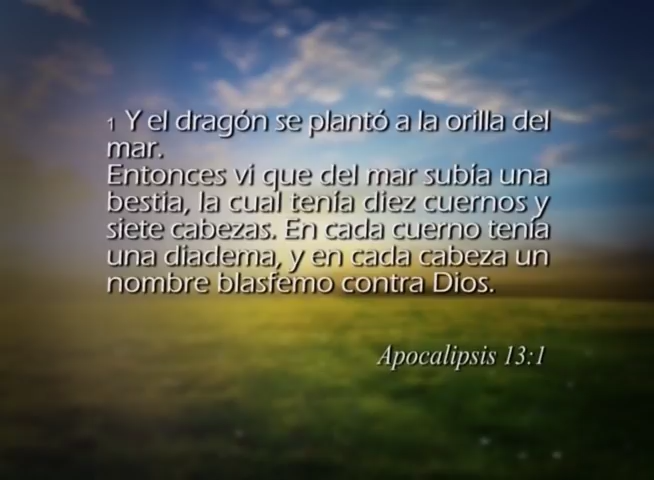 1 Y el dragón se plantó a la orilla del
mar.
Entonces vi que del mar subía una
bestia, la cual tenía diez cuernos y
siete cabezas. En cada cuerno tenía
una diadema, y en cada cabeza un
nombre blasfemo contra Dios.
Apocalipsis 13:1